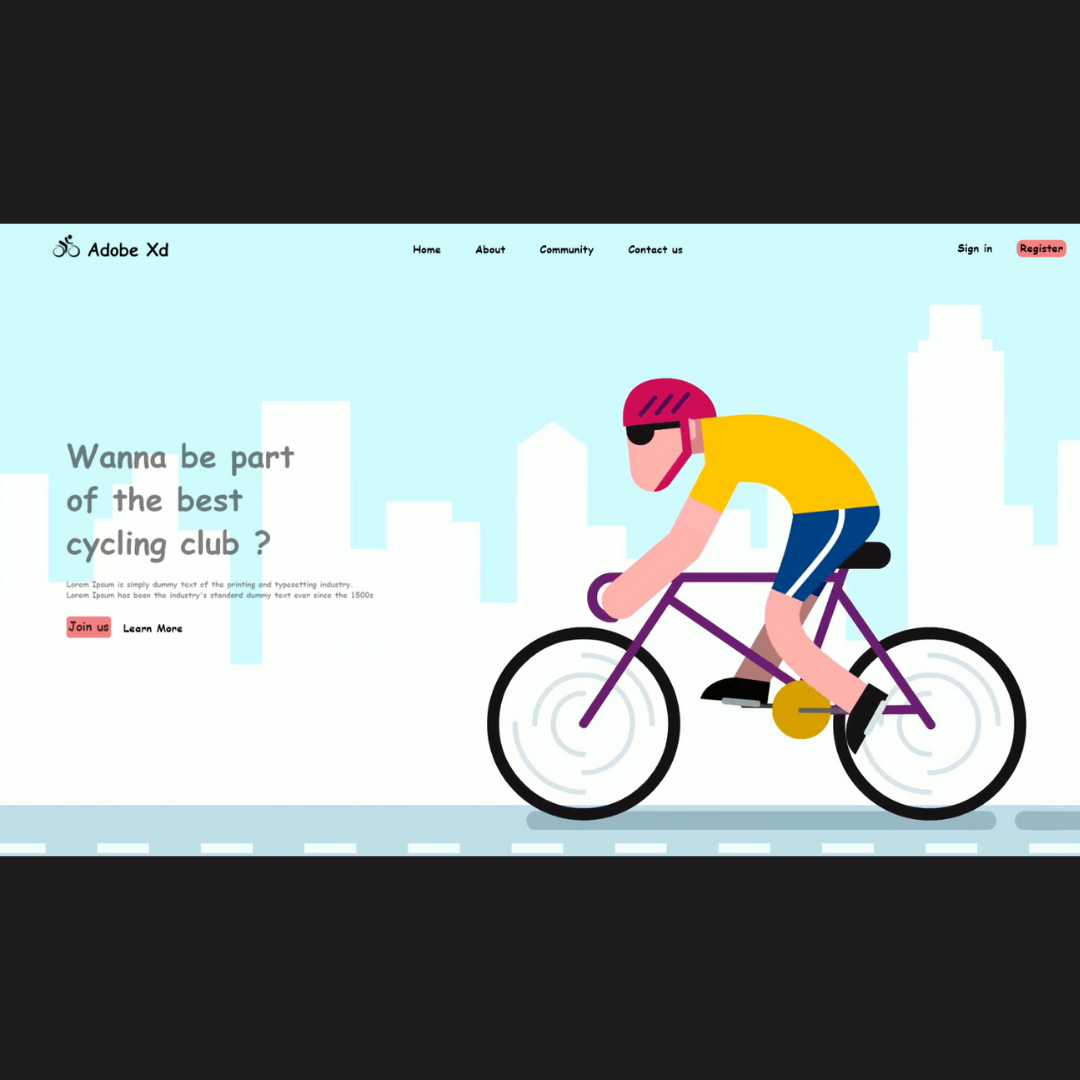 Adobe Xd
Home
About
Community
Contact us
Sign in
Register
Wanna be part
of the best
cycling club ?
Lorem Ipsum is simply dummy text of the printing and typesetting industry.
Lorem Ipsum has been the industry's standard dummy text ever since the 1500s
Join us
Learn More